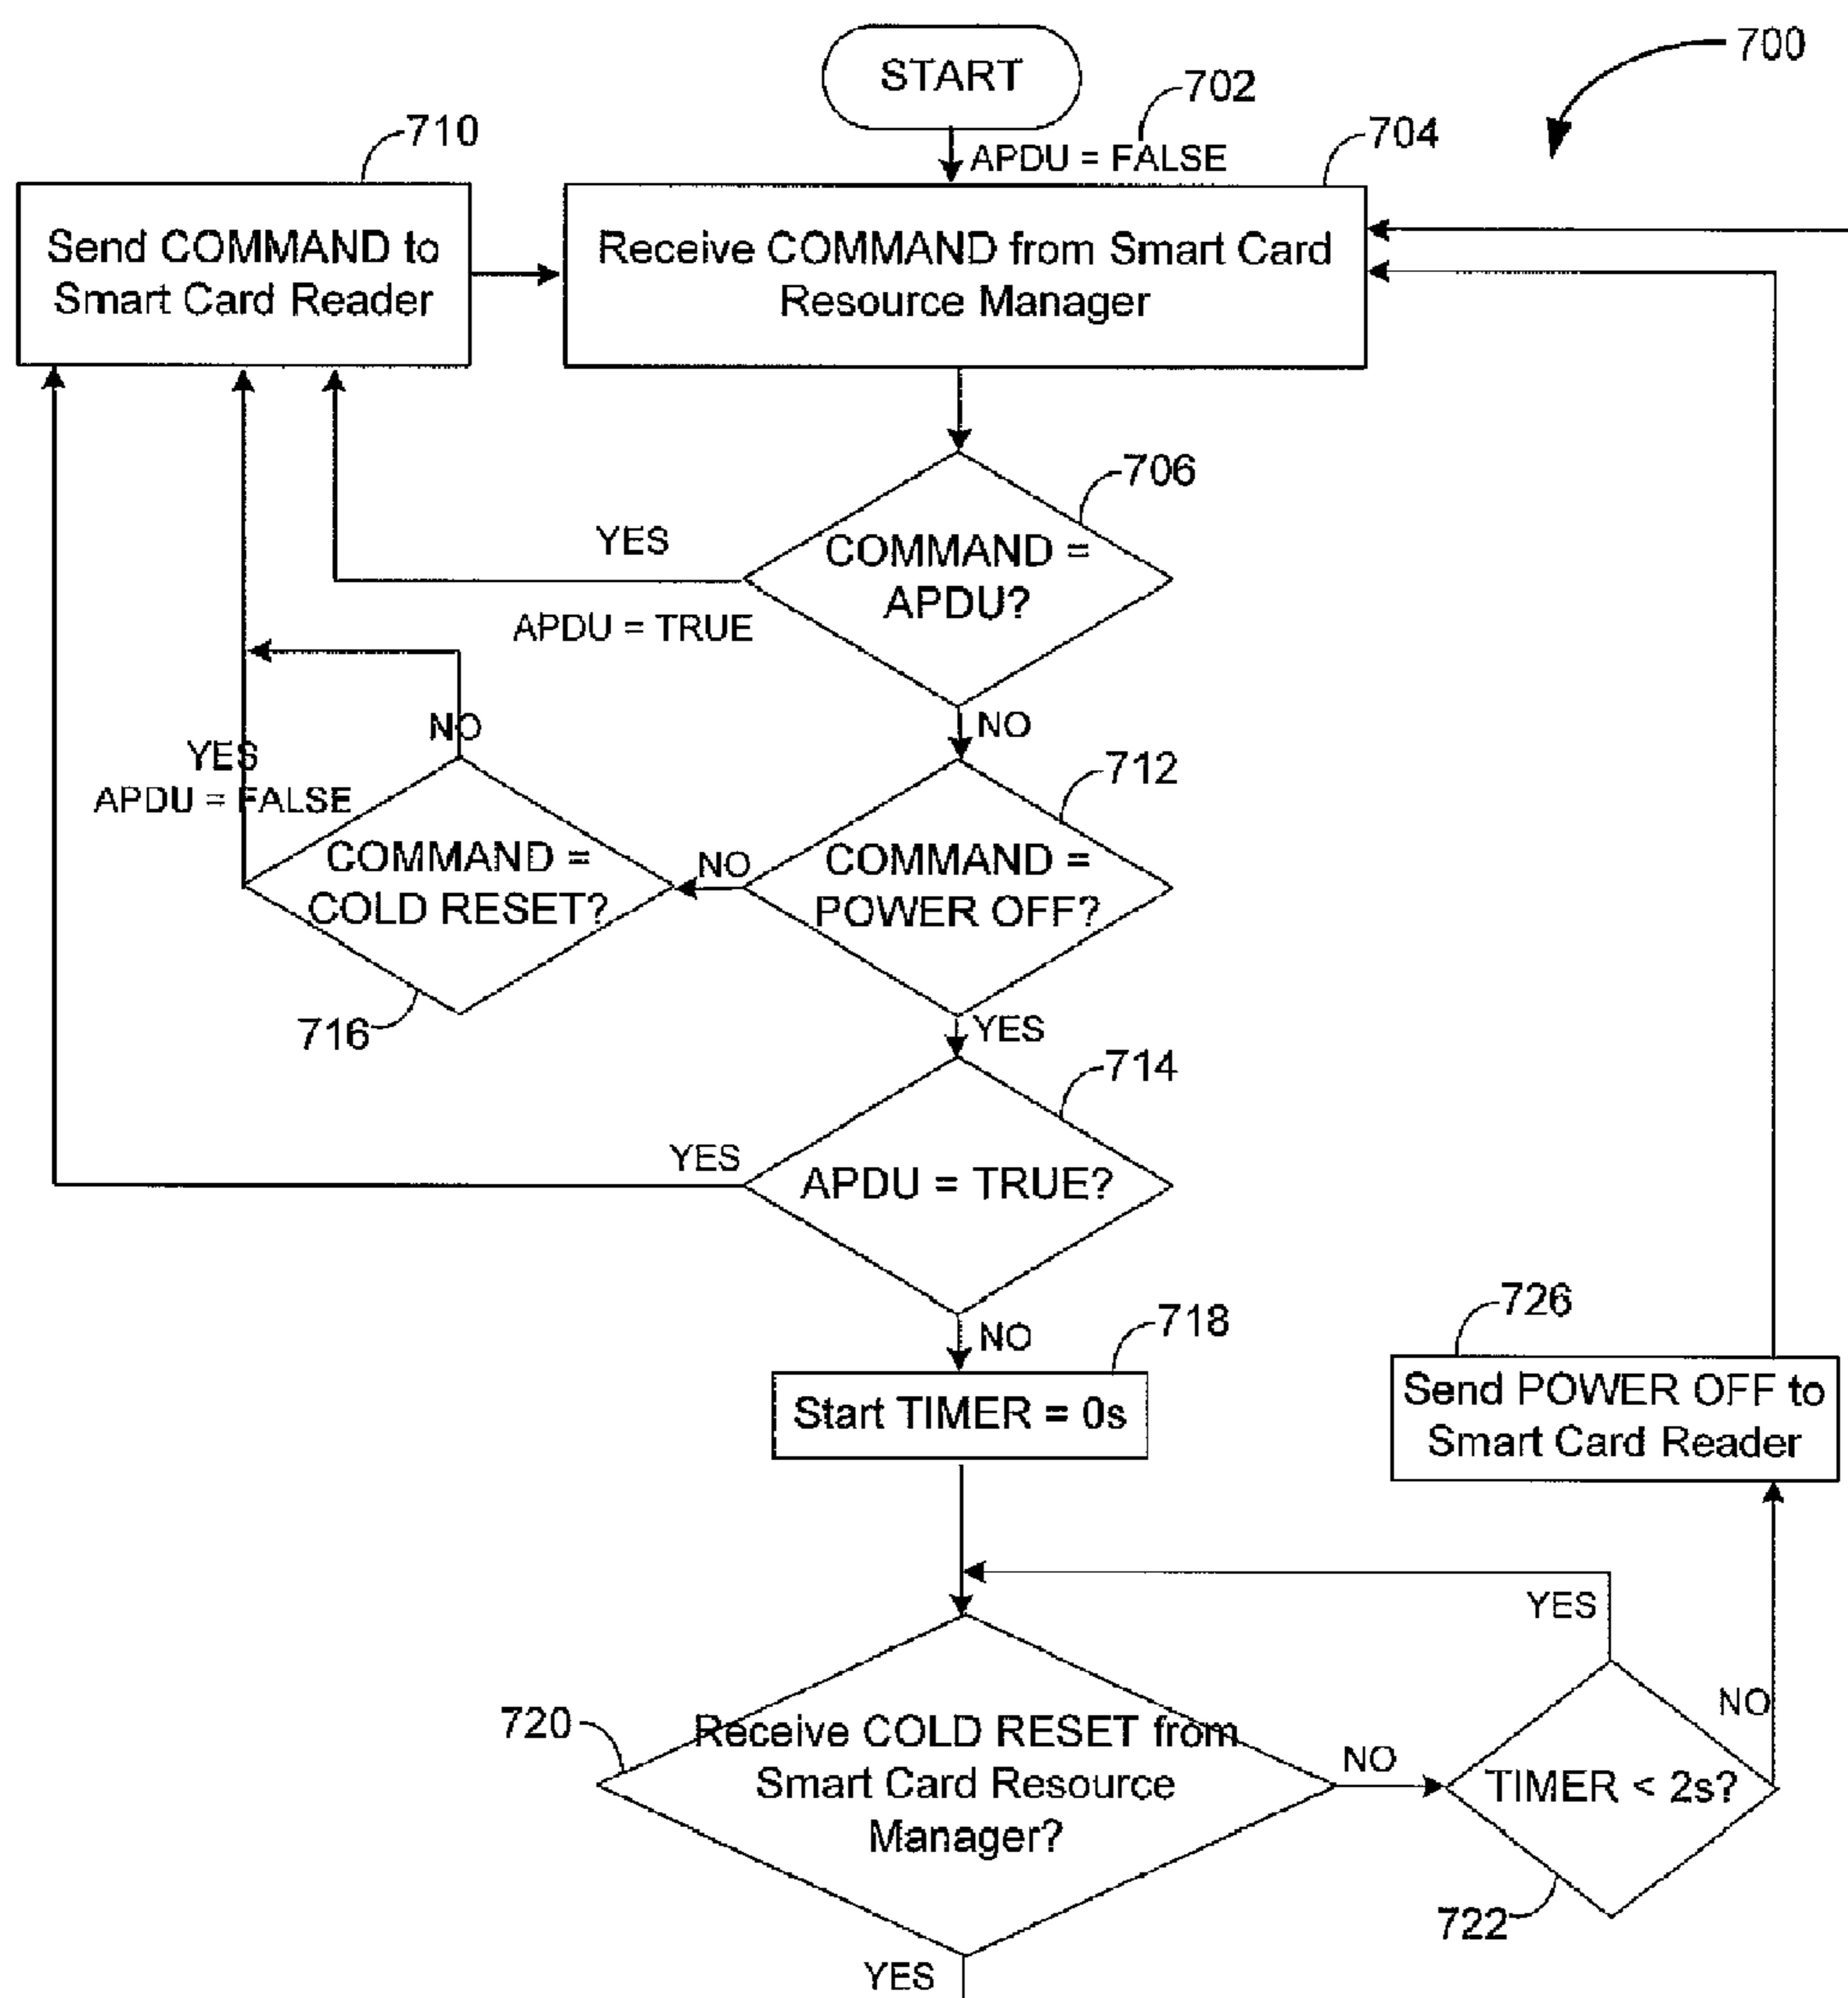 START
700
702
APDU = FALSE
704
710
Send COMMAND to
Smart Card Reader
Receive COMMAND from Smart Card
Resource Manager
706
COMMAND =
APDU?
YES
APDU = TRUE
NO
712
COMMAND =
POWER OFF?
NO
COMMAND =
COLD RESET?
716
NO
YES
APDU = FALSE
YES
714
APDU = TRUE?
YES
NO
718
Start TIMER = 0s
726
Send POWER OFF to
Smart Card Reader
720
Receive COLD RESET from
Smart Card Resource
Manager?
NO
TIMER < 2s?
722
YES
NO
YES